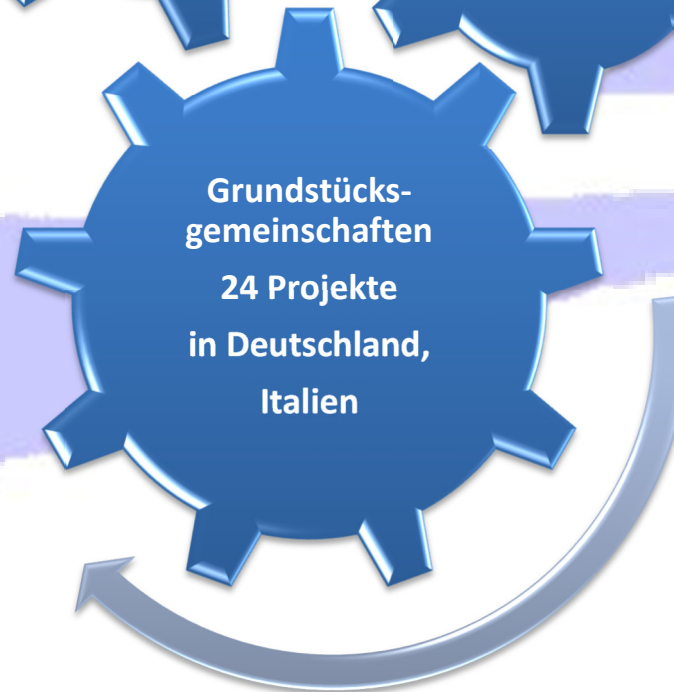 Grundstücks-
gemeinschaften
24 Projekte
in Deutschland,
Italien